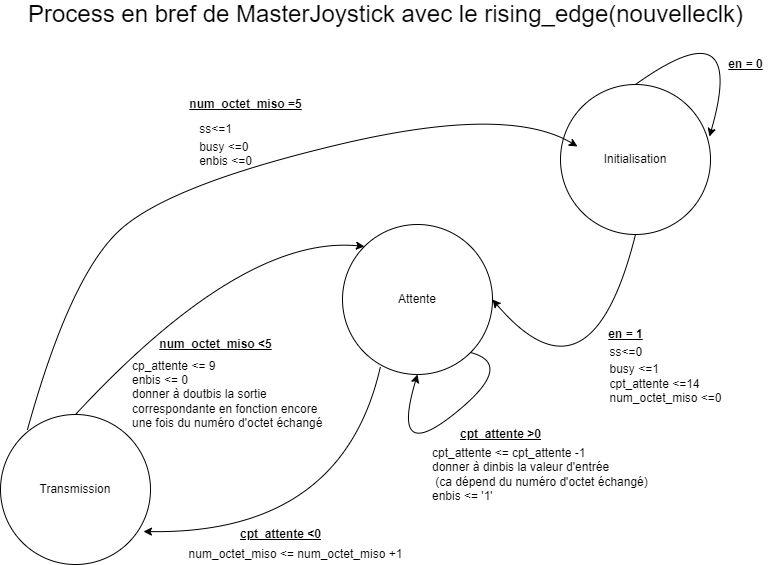 Process en bref de MasterJoystick avec le rising_edge(nouvelleclk)
en = 0
num_octet_miso =5
ss<=1
busy <=0
enbis <=0
Initialisation
Attente
en = 1
ss<=0
busy <=1
cpt_attente <=14
num_octet_miso <=0
num_octet_miso <5
cp_attente <= 9
enbis <= 0
donner à doutbis la sortie
correspondante en fonction encore
une fois du numéro d'octet échangé
cpt_attente >0
cpt_attente <= cpt_attente -1
donner à dinbis la valeur d'entrée
(ca dépend du numéro d'octet échangé)
enbis <= '1'
Transmission
cpt_attente <0
num_octet_miso <= num_octet_miso +1